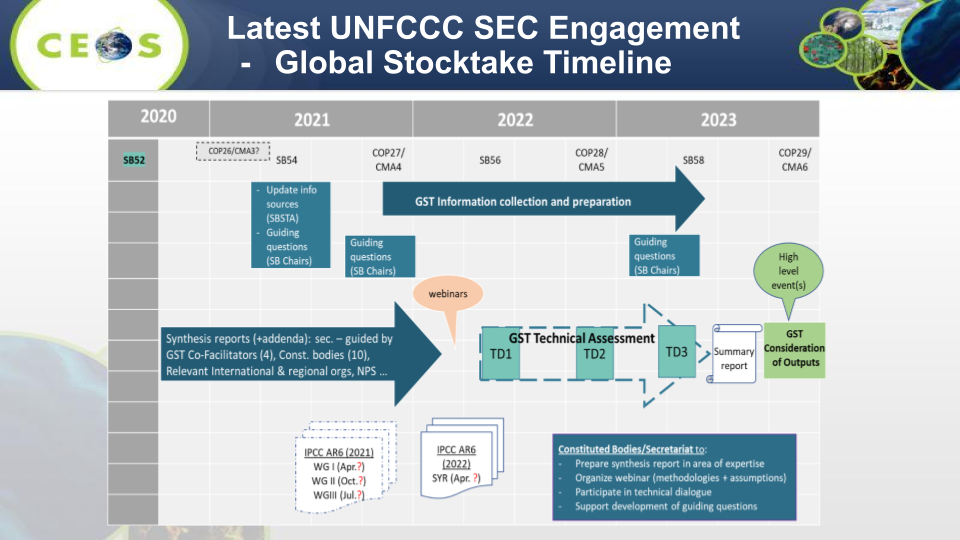 CEOS
Latest UNFCCC SEC Engagement
- Global Stocktake Timeline
2020
2021
2022
2023
SB52
COP26/CMA3?
SB54
COP27/
CMA4
SB56
COP28/
CMA5
SB58
COP29/
CMA6
- Update info
sources
(SBSTA)
- Guiding
questions
(SB Chairs)
GST Information collection and preparation
Guiding
questions
(SB Chairs)
Guiding
questions
(SB Chairs)
High
level
event(s)
webinars
Synthesis reports (+addenda): sec. – guided by
GST Co-Facilitators (4), Const. bodies (10),
Relevant International & regional orgs, NPS ...
GST Technical Assessment
TD1
TD2
TD3
Summary
report
GST
Consideration
of Outputs
IPCC AR6 (2021)
WG I (Apr.?)
WG II (Oct.?)
WGIII (Jul.?)
IPCC AR6
(2022)
SYR (Apr. ?)
Constituted Bodies/Secretariat to:
- Prepare synthesis report in area of expertise
- Organize webinar (methodologies + assumptions)
- Participate in technical dialogue
- Support development of guiding questions